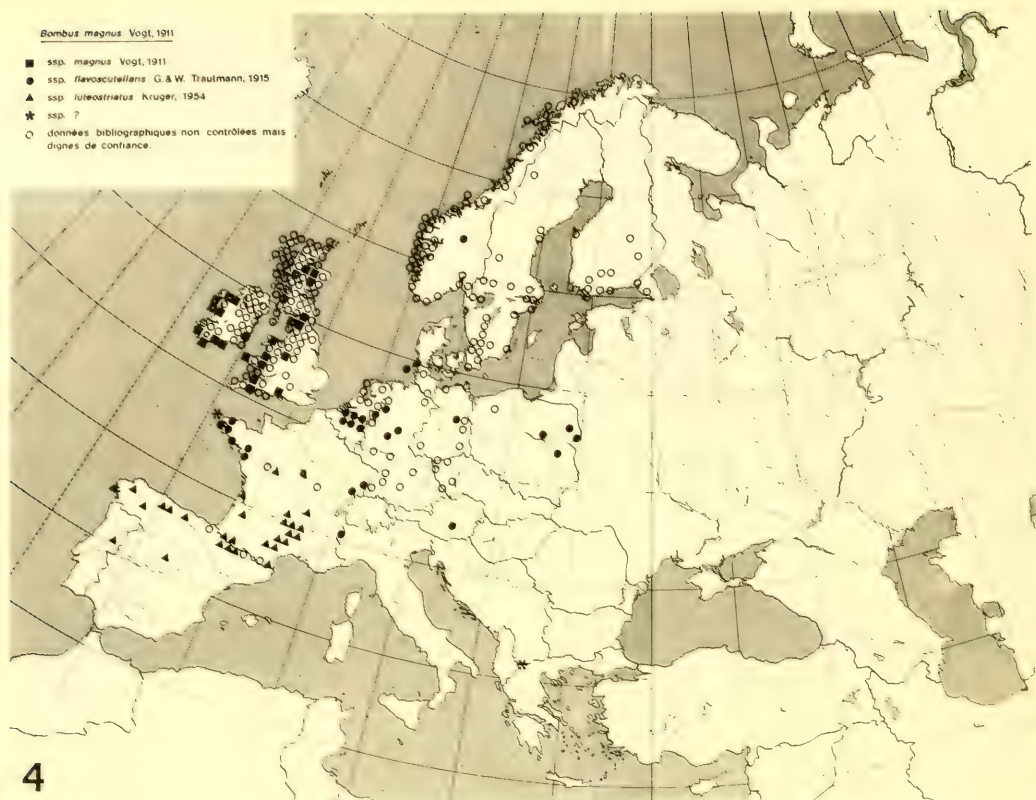 Bombus magnus Vogt, 1911
ssp. magnus Vogt, 1911
ssp. flavoscutellaris G. & W. Trautmann, 1915
ssp. luteostriatus Krüger, 1954
ssp. ?
données bibliographiques non contrôlées mais
dignes de confiance.
4